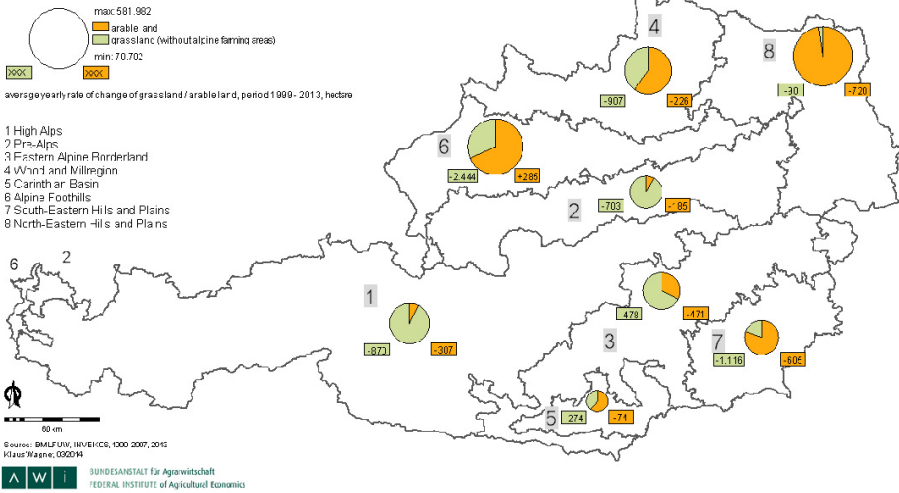 max: 581.982
arable and
grassland (without alpine farming areas)
min: 70.702
XXX
XXX
average yearly rate of change of grassland / arable land, period 1999 - 2013, hectare
1 High Alps
2 Pre-Alps
3 Eastern Alpine Borderland
4 Wood and Millregion
5 Carinthian Basin
6 Alpine Foothills
7 South-Eastern Hills and Plains
8 North-Eastern Hills and Plains
4
-907
-226
8
-90
-720
6
-2.444
+285
2
-703
-185
6
2
1
-873
-307
3
478
-471
7
-1.116
-605
5
274
-71
60 km
Source: BMLFUW, INVEKOS, 1999 2007, 2013
Klaus Wagner, 03/2014
AWI
BUNDESANSTALT für Agrarwirtschaft
FEDERAL INSTITUTE of Agricultural Economics